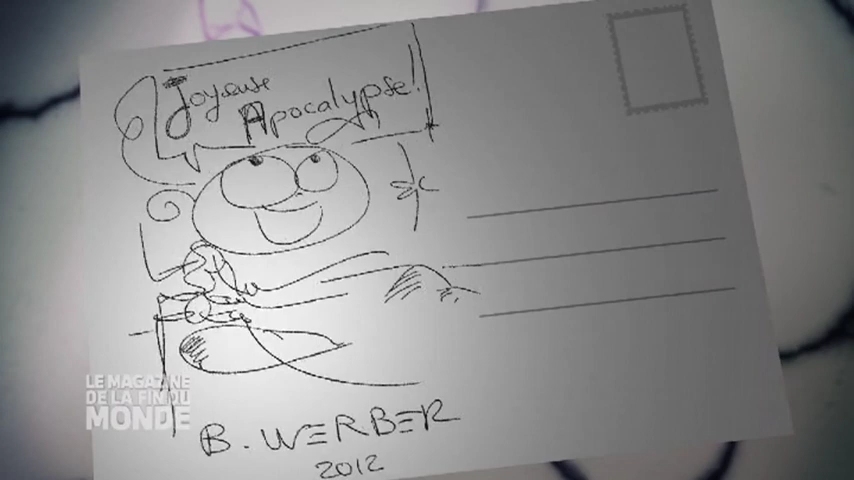 Joyeuse
Apocalypse!
B. WERBER
2012
LE MAGAZINE
DE LA FIN DU
MONDE